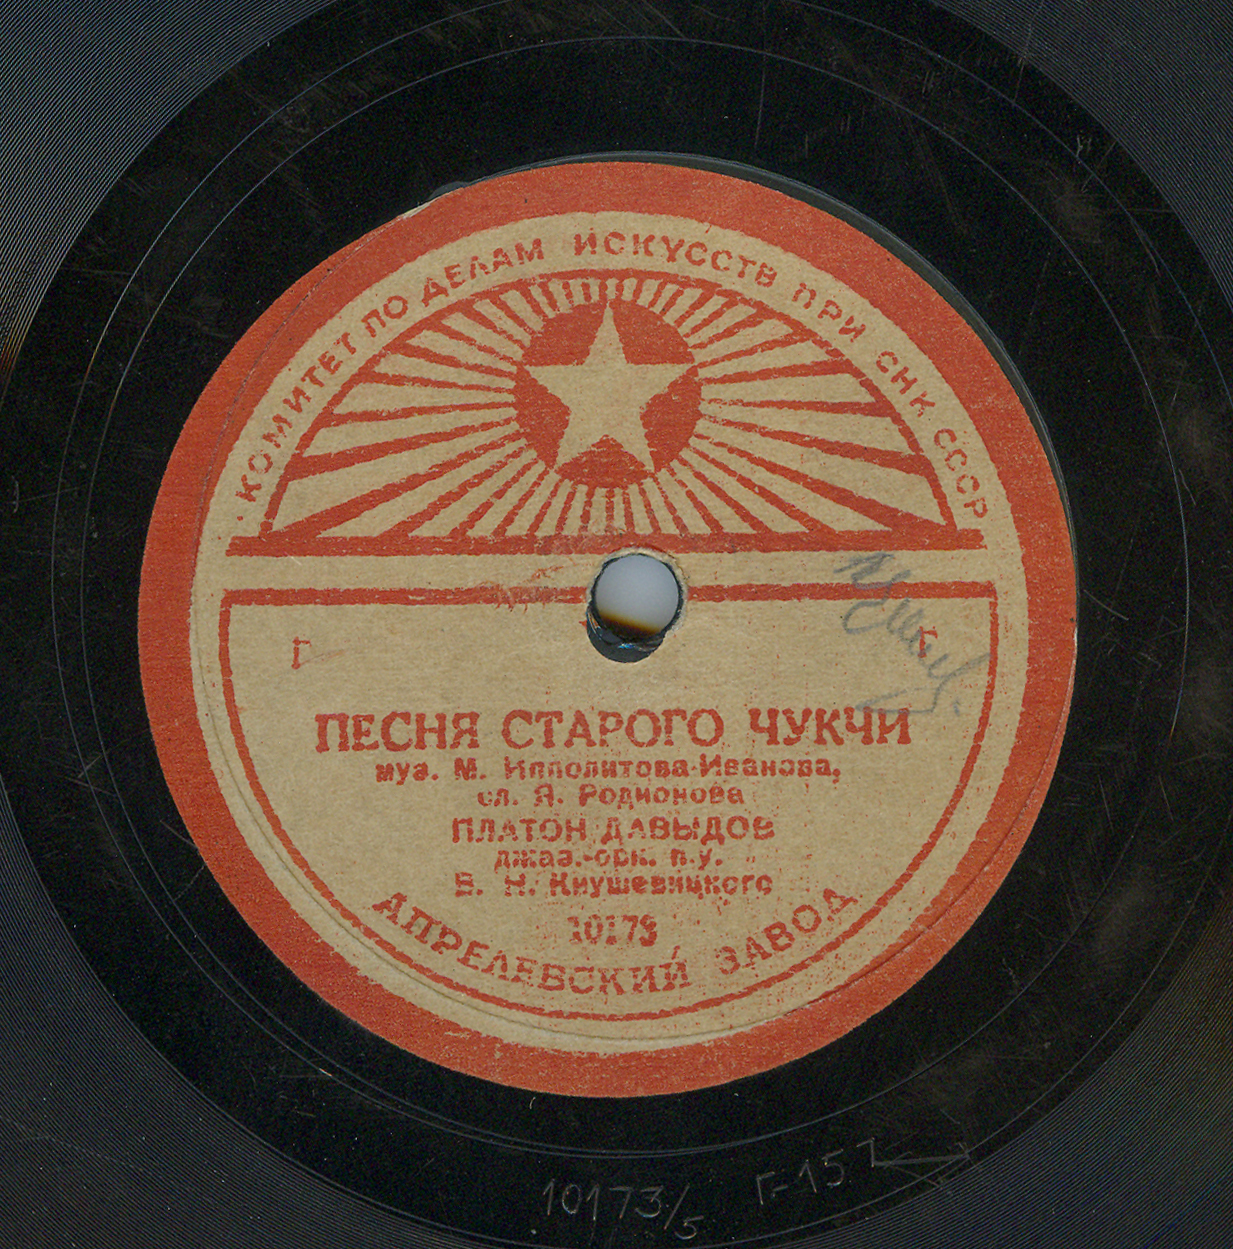 КОМИТЕТ ПО ДЕЛАМ ИСКУССТВ ПРИ СНК СССР
Г К
ПЕСНЯ СТАРОГО ЧУКЧИ
муз. М. Ипполитова-Иванова,
сл. Я. Родионова
ПЛАТОН ДАВЫДОВ
джаз.-орк. п.у.
В. Н. Кнушевицкого
10173
АПРЕЛЕВСКИЙ ЗАВОД
10173/5 Г-157